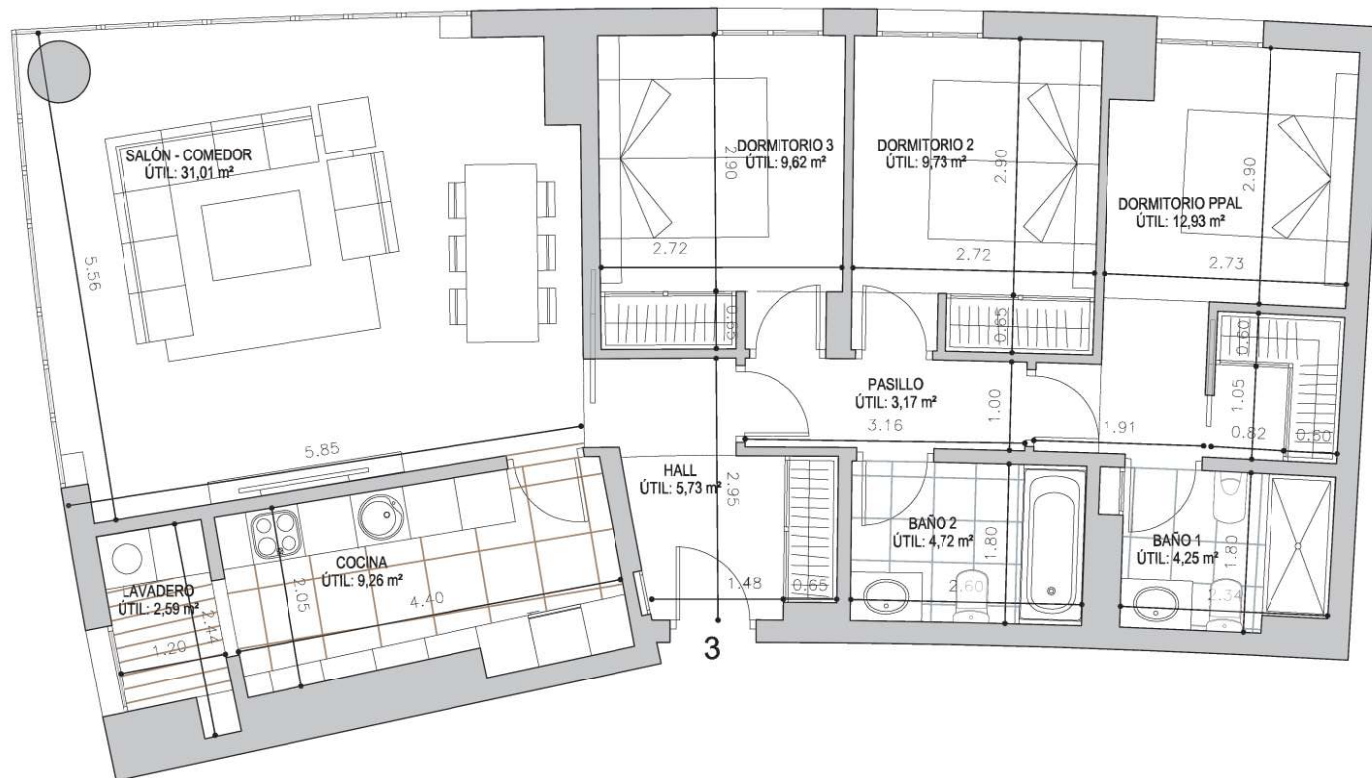 SALÓN - COMEDOR
ÚTIL: 31,01 m²
5.56
5.85
DORMITORIO 3
ÚTIL: 9,62 m²
2.90
2.72
0.65
DORMITORIO 2
ÚTIL: 9,73 m²
2.90
2.72
0.65
DORMITORIO PPAL
ÚTIL: 12,93 m²
2.90
2.73
0.60
1.05
0.82
0.60
1.91
PASILLO
ÚTIL: 3,17 m²
1.00
3.16
HALL
ÚTIL: 5,73 m²
2.95
1.48
0.65
BAÑO 2
ÚTIL: 4,72 m²
1.80
2.60
BAÑO 1
ÚTIL: 4,25 m²
1.80
2.34
COCINA
ÚTIL: 9,26 m²
2.05
4.40
LAVADERO
ÚTIL: 2,59 m²
2.44
1.20
3